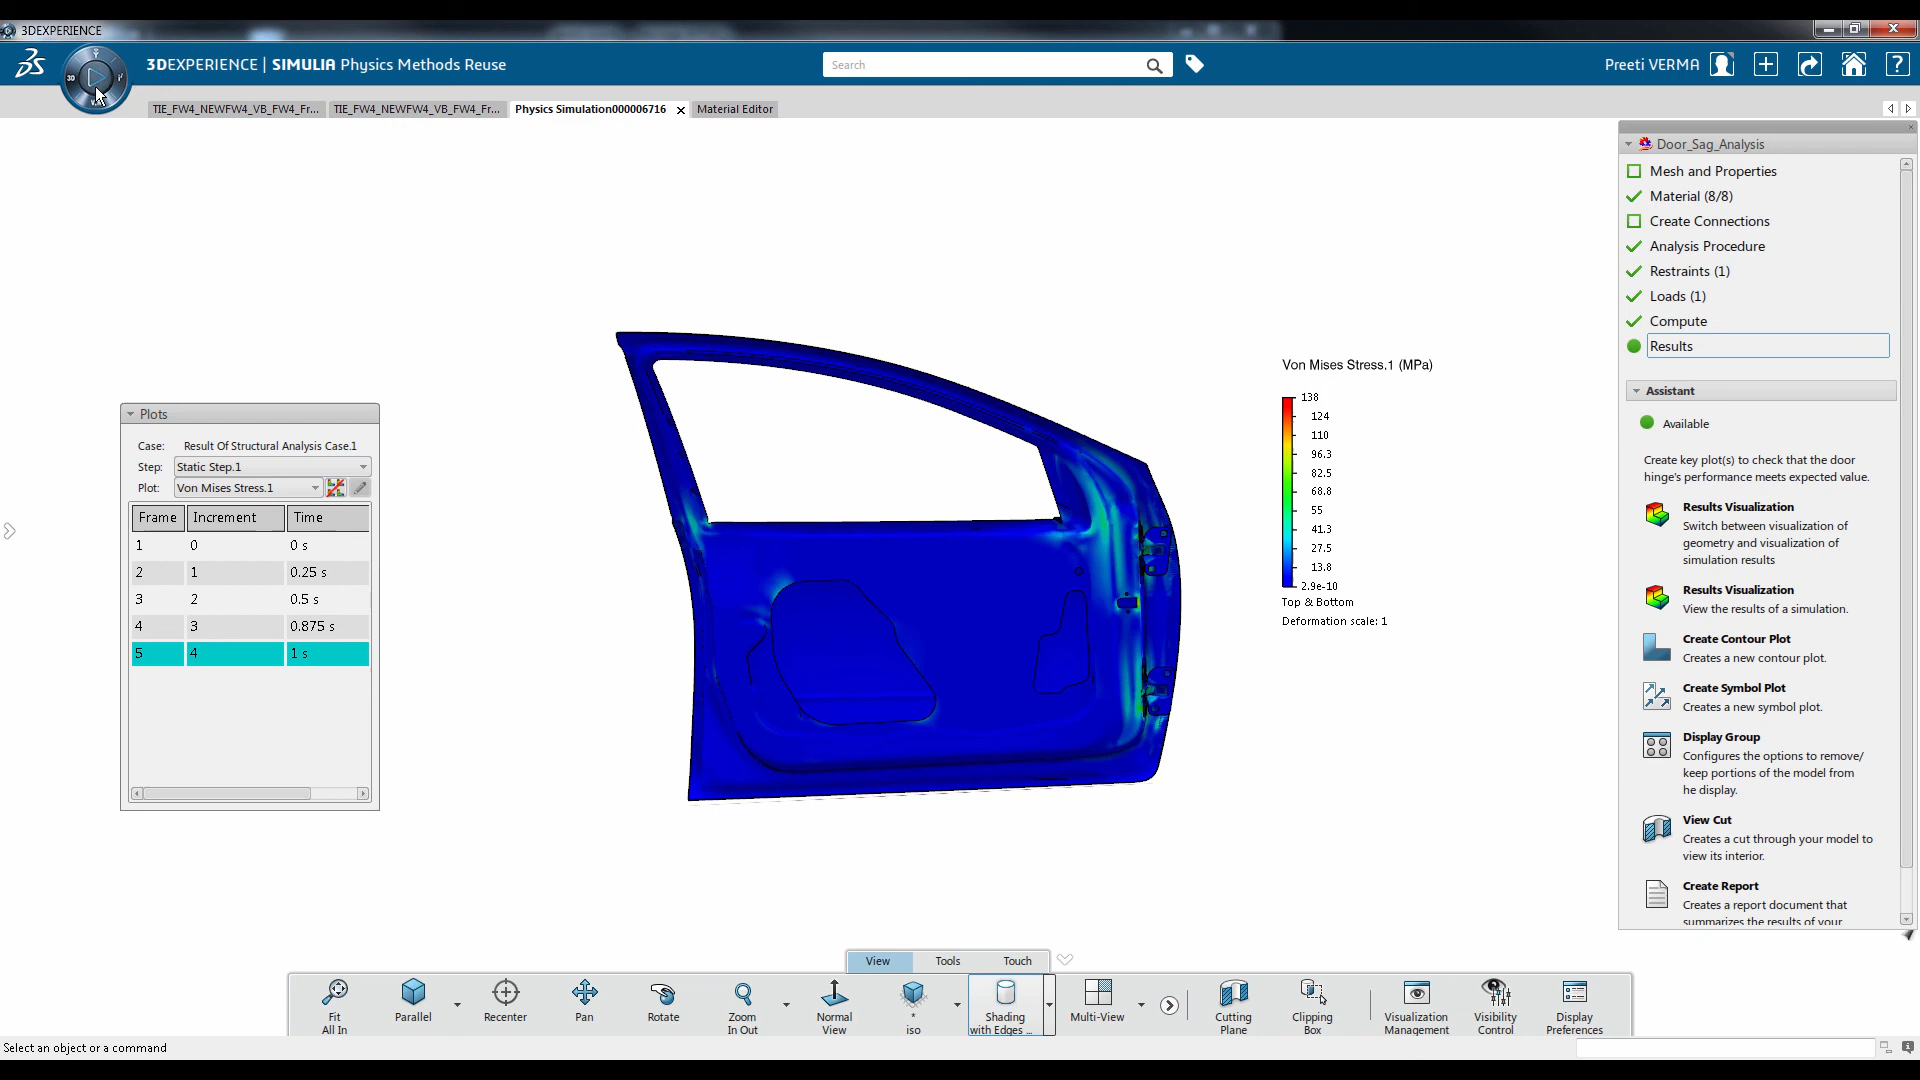 3DEXPERIENCE
3DEXPERIENCE | SIMULIA Physics Methods Reuse
Search
Preeti VERMA
TIE_FW4_NEWFW4_VB_FW4_Fr...
TIE_FW4_NEWFW4_VB_FW4_Fr...
Physics Simulation000006716
Material Editor
Door_Sag_Analysis
Mesh and Properties
Material (8/8)
Create Connections
Analysis Procedure
Restraints (1)
Loads (1)
Compute
Results
Assistant
Available
Create key plot(s) to check that the door
hinge's performance meets expected value.
Results Visualization
Switch between visualization of
geometry and visualization of
simulation results
Results Visualization
View the results of a simulation.
Create Contour Plot
Creates a new contour plot.
Create Symbol Plot
Creates a new symbol plot.
Display Group
Configures the options to remove/
keep portions of the model from
he display.
View Cut
Creates a cut through your model to
view its interior.
Create Report
Creates a report document that
summarizes the results of your
Von Mises Stress.1 (MPa)
138
124
110
96.3
82.5
68.8
55
41.3
27.5
13.8
2.9e-10
Top & Bottom
Deformation scale: 1
Plots
Case: Result Of Structural Analysis Case.1
Step: Static Step.1
Plot: Von Mises Stress.1
Frame Increment Time
1 0 0 s
2 1 0.25 s
3 2 0.5 s
4 3 0.875 s
5 4 1 s
View Tools Touch
Fit
All In
Parallel
Recenter
Pan
Rotate
Zoom
In Out
Normal
View
*
iso
Shading
with Edges ...
Multi-View
Cutting
Plane
Clipping
Box
Visualization
Management
Visibility
Control
Display
Preferences
Select an object or a command